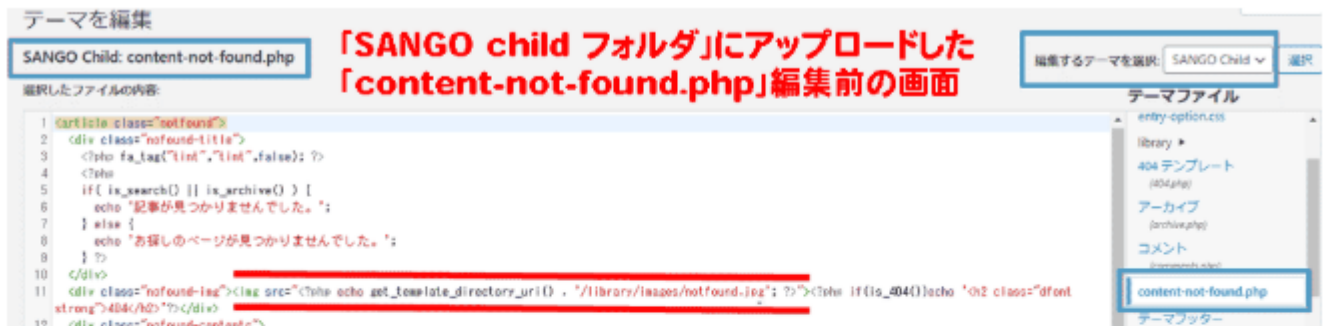 テーマを編集
SANGO Child: content-not-found.php
「SANGO child フォルダ」にアップロードした
「content-not-found.php」編集前の画面
編集するテーマを選択: SANGO Child 選択
選択したファイルの内容:
テーマファイル
1 <article class="notfound">
2 <div class="nofound-title">
3 <?php fa_tag("tint","tint",false); ?>
4 <?php
5 if( is_search() || is_archive() ) {
6 echo '記事が見つかりませんでした。';
7 } else {
8 echo 'お探しのページが見つかりませんでした。';
9 } ?>
10 </div>
11 <div class="nofound-img"><img src="<?php echo get_template_directory_uri() . '/library/images/notfound.jpg'; ?>"><?php if(is_404())echo '<h2 class="dfont
strong">404</h2>'?></div>
12 <div class="nofound-contents">
entry-option.css
library
404 テンプレート
(404.php)
アーカイブ
(archive.php)
コメント
(comments.php)
content-not-found.php
テーマフッター